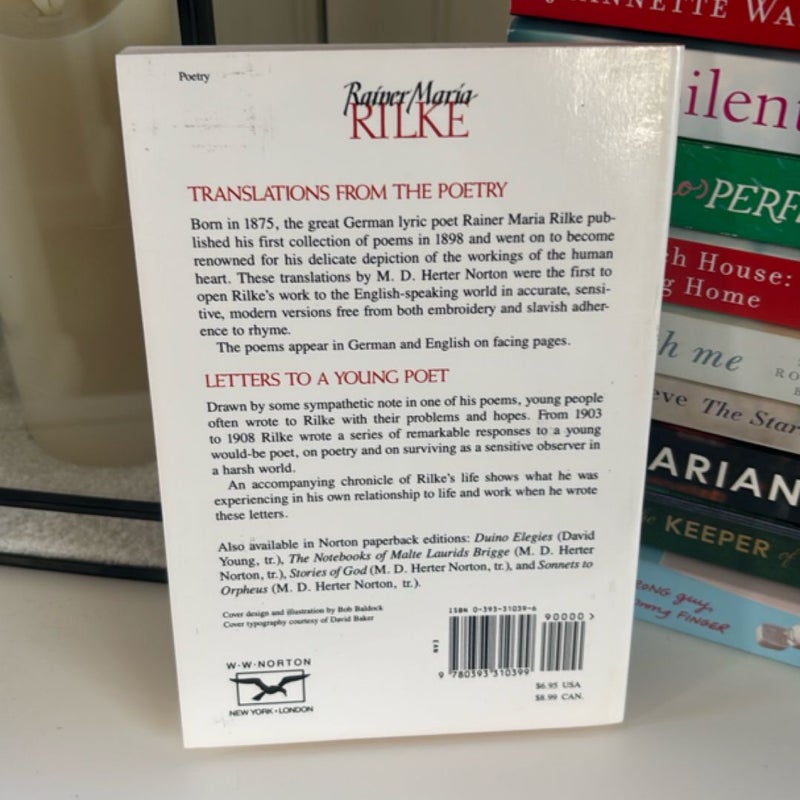 Poetry
Rainer Maria
RILKE
TRANSLATIONS FROM THE POETRY
Born in 1875, the great German lyric poet Rainer Maria Rilke pub-
lished his first collection of poems in 1898 and went on to become
renowned for his delicate depiction of the workings of the human
heart. These translations by M. D. Herter Norton were the first to
open Rilke's work to the English-speaking world in accurate, sensi-
tive, modern versions free from both embroidery and slavish adher-
ence to rhyme.
The poems appear in German and English on facing pages.
LETTERS TO A YOUNG POET
Drawn by some sympathetic note in one of his poems, young people
often wrote to Rilke with their problems and hopes. From 1903
to 1908 Rilke wrote a series of remarkable responses to a young
would-be poet, on poetry and on surviving as a sensitive observer in
a harsh world.
An accompanying chronicle of Rilke's life shows what he was
experiencing in his own relationship to life and work when he wrote
these letters.
Also available in Norton paperback editions: Duino Elegies (David
Young, tr.), The Notebooks of Malte Laurids Brigge (M. D. Herter
Norton, tr.), Stories of God (M. D. Herter Norton, tr.), and Sonnets to
Orpheus (M. D. Herter Norton, tr.).
Cover design and illustration by Bob Baldock
Cover typography courtesy of David Baker
ISBN 0-393-31039-6
90000 >
EAN
9 780393 310399
$6.95 USA
$8.99 CAN.
W·W·NORTON
NEW YORK • LONDON
NNETTE WA
ilent
PERF
h House:
g Home
h me
RO
eve The Star
ARIAN
KEEPER of
RONG guy,
FINGER